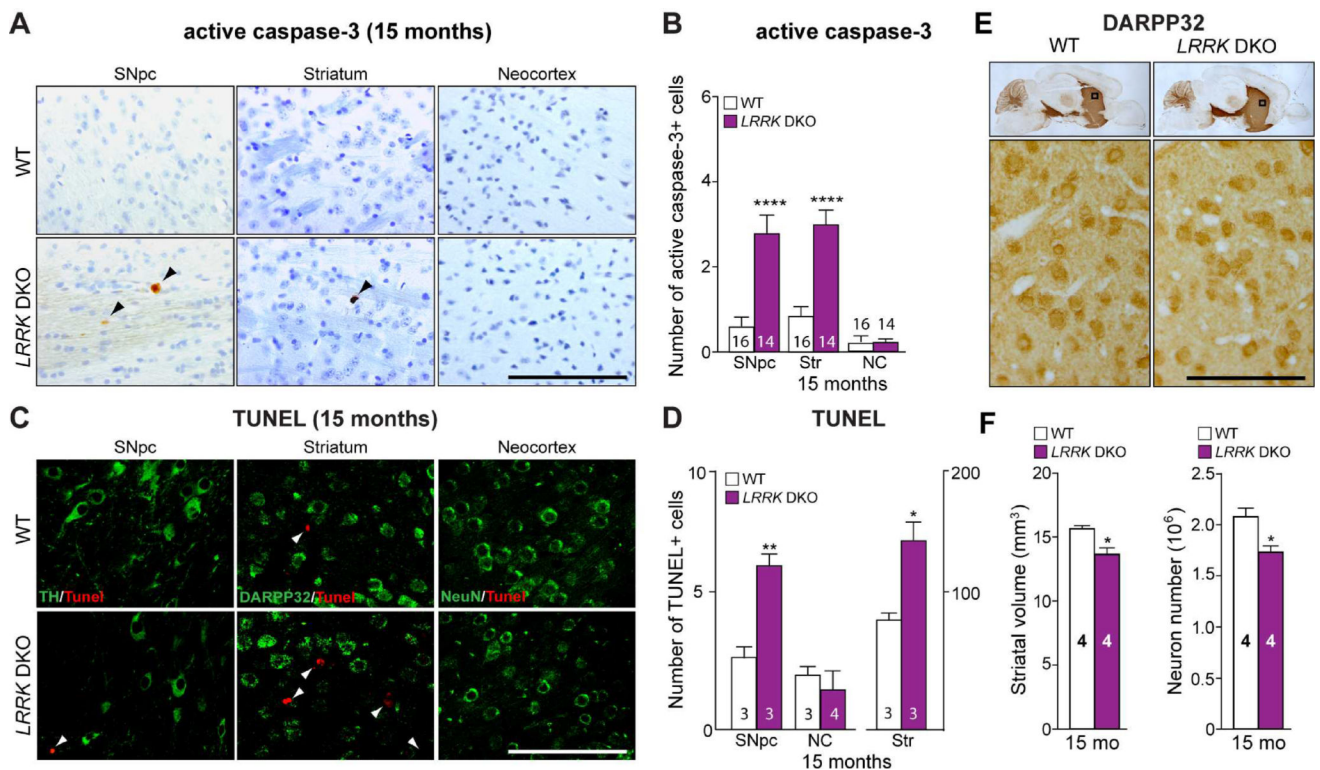 A
active caspase-3 (15 months)
SNpc
Striatum
Neocortex
WT
LRRK DKO
B
active caspase-3
Number of active caspase-3+ cells
WT
LRRK DKO
6
4
2
0
****
****
16
14
16
14
16
14
SNpc
Str
NC
15 months
C
TUNEL (15 months)
SNpc
Striatum
Neocortex
WT
TH/Tunel
DARPP32/Tunel
NeuN/Tunel
LRRK DKO
D
TUNEL
Number of TUNEL+ cells
WT
LRRK DKO
10
5
0
200
100
**
*
3
3
3
4
3
3
SNpc
NC
Str
15 months
E
DARPP32
WT
LRRK DKO
F
WT
LRRK DKO
Striatal volume (mm³)
20
15
10
5
0
*
4
4
15 mo
WT
LRRK DKO
Neuron number (10⁶)
2.5
2.0
1.5
1.0
0.5
0.0
*
4
4
15 mo